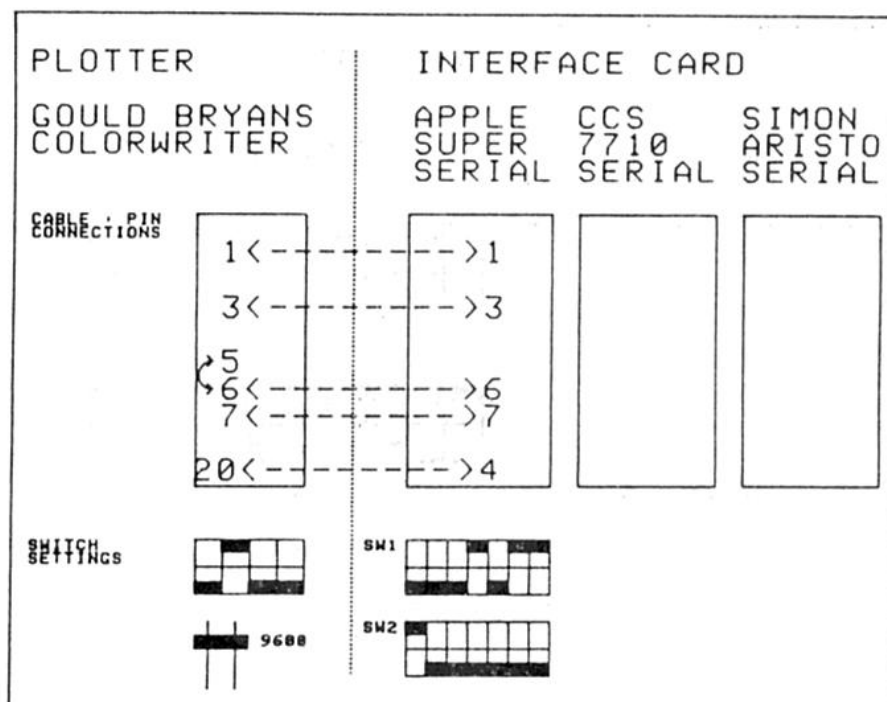 PLOTTER
INTERFACE CARD
GOULD BRYANS
COLORWRITER
APPLE
SUPER
SERIAL
CCS
7710
SERIAL
SIMON
ARISTO
SERIAL
CABLE · PIN
CONNECTIONS
1< - - - - - - - - >1
3< - - - - - - - - >3
5
6< - - - - - - - - >6
7< - - - - - - - - >7
20< - - - - - - - - >4
SWITCH
SETTINGS
9600
SW1
SW2